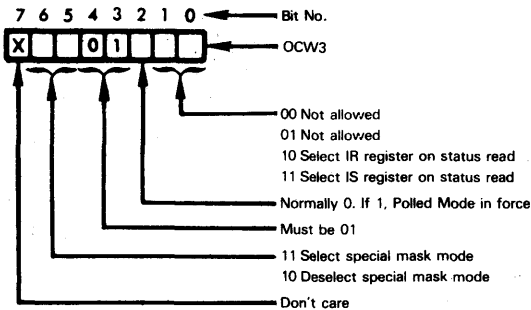 7 6 5 4 3 2 1 0 Bit No.
X 0 1 OCW3
00 Not allowed
01 Not allowed
10 Select IR register on status read
11 Select IS register on status read
Normally 0. If 1, Polled Mode in force
Must be 01
11 Select special mask mode
10 Deselect special mask mode
Don't care